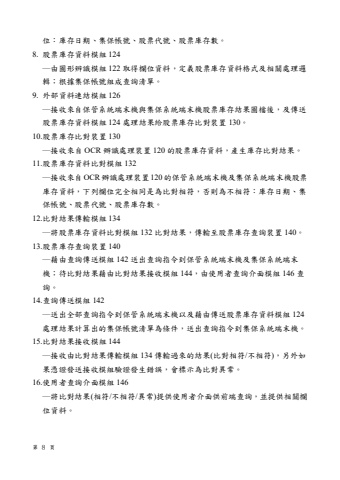 位：庫存日期、集保帳號、股票代號、股票庫存數。
8. 股票庫存資料模組 124
—由圖形辨識模組 122 取得欄位資料，定義股票庫存資料格式及相關處理邏
輯；根據集保帳號組成查詢清單。
9. 外部資料連結模組 126
—接收來自保管系統端末機與集保系統端末機股票庫存結果圖檔後，及傳送
股票庫存資料模組 124 處理結果給股票庫存比對裝置 130。
10.股票庫存比對裝置 130
—接收來自 OCR 辨識處理裝置 120 的股票庫存資料，產生庫存比對結果。
11.股票庫存資料比對模組 132
—接收來自 OCR 辨識處理裝置 120 的保管系統端末機及集保系統端末機股票
庫存資料，下列欄位完全相同是為比對相符，否則為不相符：庫存日期、集
保帳號、股票代號、股票庫存數。
12.比對結果傳輸模組 134
—將股票庫存資料比對模組 132 比對結果，傳輸至股票庫存查詢裝置 140。
13.股票庫存查詢裝置 140
—藉由查詢傳送模組 142 送出查詢指令到保管系統端末機及集保系統端末
機；待比對結果藉由比對結果接收模組 144，由使用者查詢介面模組 146 查
詢。
14.查詢傳送模組 142
—送出全部查詢指令到保管系統端末機以及藉由傳送股票庫存資料模組 124
處理結果計算出的集保帳號清單為條件，送出查詢指令到集保系統端末機。
15.比對結果接收模組 144
—接收由比對結果傳輸模組 134 傳輸過來的結果(比對相符/不相符)，另外如
果憑證發送接收模組驗證發生錯誤，會標示為比對異常。
16.使用者查詢介面模組 146
—將比對結果(相符/不相符/異常)提供使用者介面供前端查詢，並提供相關欄
位資料。